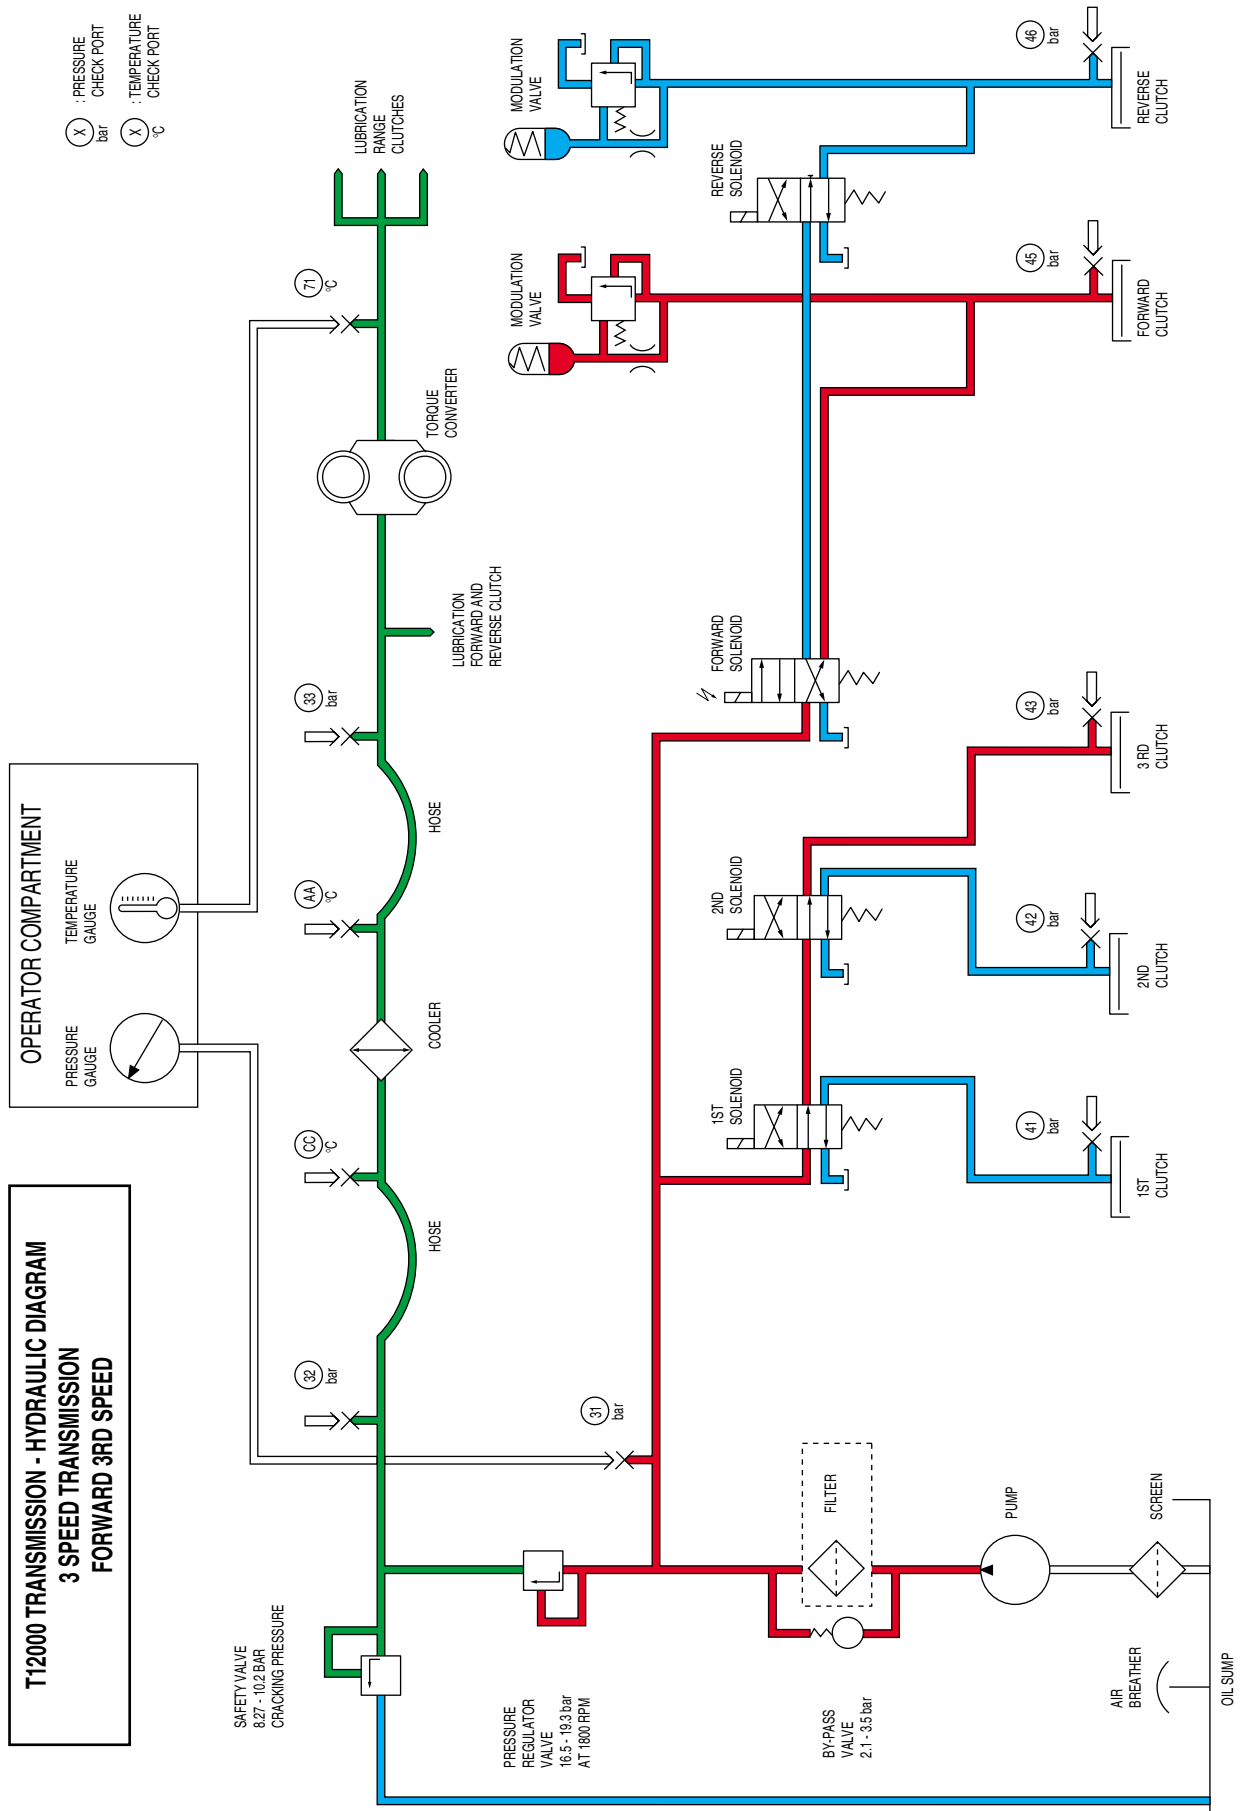 T12000 TRANSMISSION - HYDRAULIC DIAGRAM
3 SPEED TRANSMISSION
FORWARD 3RD SPEED
OPERATOR COMPARTMENT
PRESSURE
GAUGE
TEMPERATURE
GAUGE
X
bar
: PRESSURE
CHECK PORT
X
°C
: TEMPERATURE
CHECK PORT
SAFETY VALVE
8.27 - 10.2 BAR
CRACKING PRESSURE
32
bar
HOSE
CC
°C
COOLER
AA
°C
HOSE
33
bar
LUBRICATION
FORWARD AND
REVERSE CLUTCH
TORQUE
CONVERTER
71
°C
LUBRICATION
RANGE
CLUTCHES
PRESSURE
REGULATOR
VALVE
16.5 - 19.3 bar
AT 1800 RPM
31
bar
MODULATION
VALVE
MODULATION
VALVE
1ST
SOLENOID
2ND
SOLENOID
FORWARD
SOLENOID
REVERSE
SOLENOID
BY-PASS
VALVE
2.1 - 3.5 bar
FILTER
PUMP
41
bar
42
bar
43
bar
45
bar
46
bar
AIR
BREATHER
SCREEN
1ST
CLUTCH
2ND
CLUTCH
3 RD
CLUTCH
FORWARD
CLUTCH
REVERSE
CLUTCH
OIL SUMP